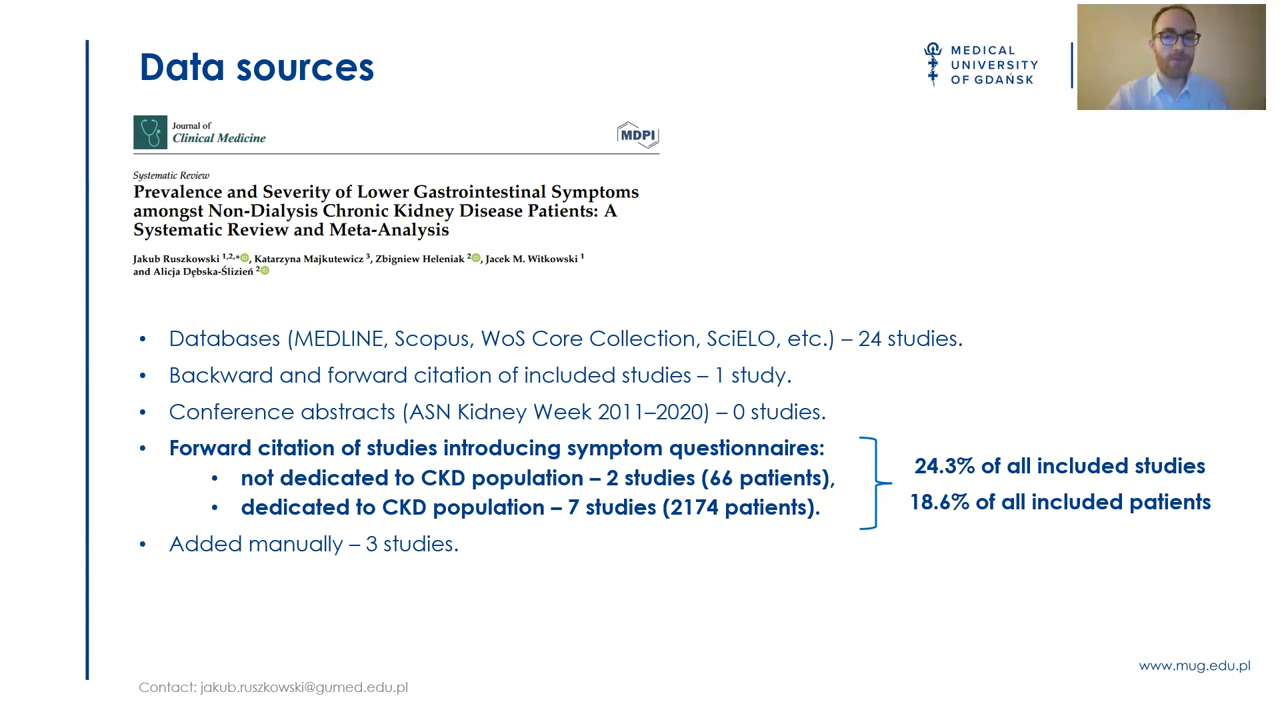 Data sources
MEDICAL
UNIVERSITY
OF GDAŃSK
Journal of
Clinical Medicine
MDPI
Systematic Review
Prevalence and Severity of Lower Gastrointestinal Symptoms
amongst Non-Dialysis Chronic Kidney Disease Patients: A
Systematic Review and Meta-Analysis
Jakub Ruszkowski 1,2,*, Katarzyna Majkutewicz 3, Zbigniew Heleniak 2, Jacek M. Witkowski 1
and Alicja Dębska-Ślizień 2
• Databases (MEDLINE, Scopus, WoS Core Collection, SciELO, etc.) – 24 studies.
• Backward and forward citation of included studies – 1 study.
• Conference abstracts (ASN Kidney Week 2011–2020) – 0 studies.
• Forward citation of studies introducing symptom questionnaires:
• not dedicated to CKD population – 2 studies (66 patients),
• dedicated to CKD population – 7 studies (2174 patients).
24.3% of all included studies
18.6% of all included patients
• Added manually – 3 studies.
www.mug.edu.pl
Contact: jakub.ruszkowski@gumed.edu.pl